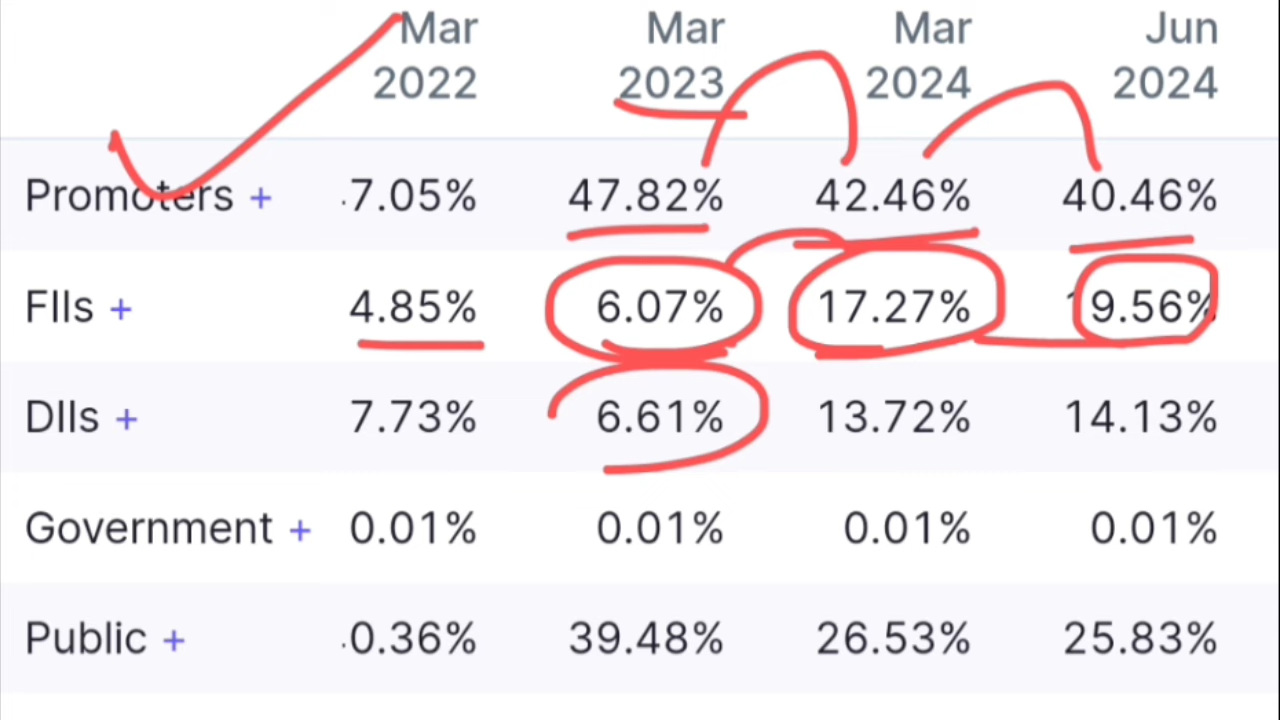 Mar Mar Mar Jun
2022 2023 2024 2024
Promoters + 7.05% 47.82% 42.46% 40.46%
FIIs + 4.85% 6.07% 17.27% 19.56%
DIIs + 7.73% 6.61% 13.72% 14.13%
Government + 0.01% 0.01% 0.01% 0.01%
Public + 0.36% 39.48% 26.53% 25.83%